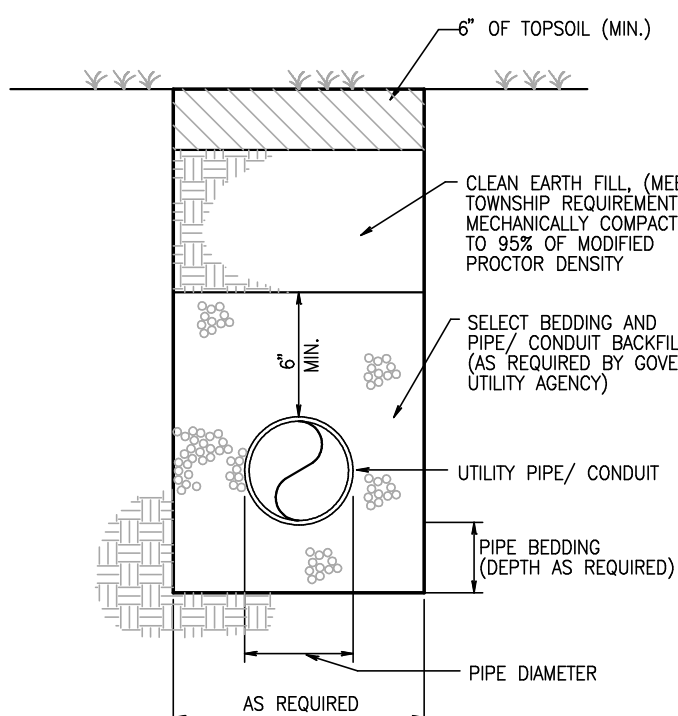 6" OF TOPSOIL (MIN.)
CLEAN EARTH FILL, (MEE
TOWNSHIP REQUIREMENT
MECHANICALLY COMPACT
TO 95% OF MODIFIED
PROCTOR DENSITY
6"
MIN.
SELECT BEDDING AND
PIPE/ CONDUIT BACKFIL
(AS REQUIRED BY GOVE
UTILITY AGENCY)
UTILITY PIPE/ CONDUIT
PIPE BEDDING
(DEPTH AS REQUIRED)
PIPE DIAMETER
AS REQUIRED